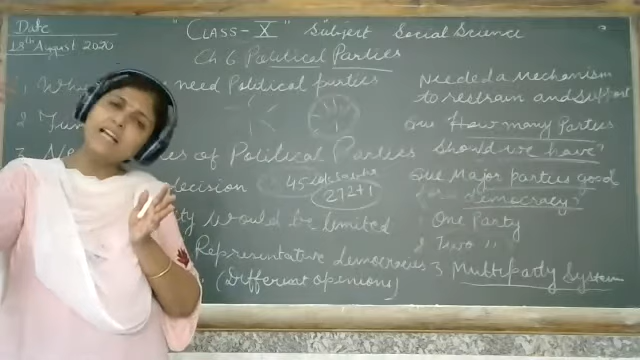 Date
18th August 2020
"CLASS-X" Subject Social Science
Ch 6 Political Parties
1 Why need Political parties
2
3 of Political Parties
decision
45 Lok Sabha
272+1
would be limited
Representative democracies
(Different opinions)
Needed a Mechanism
to restrain and support
Que How many Parties
Should we have?
Que Major parties good
for democracy?
1 One Party
2 Two "
3 Multiparty System